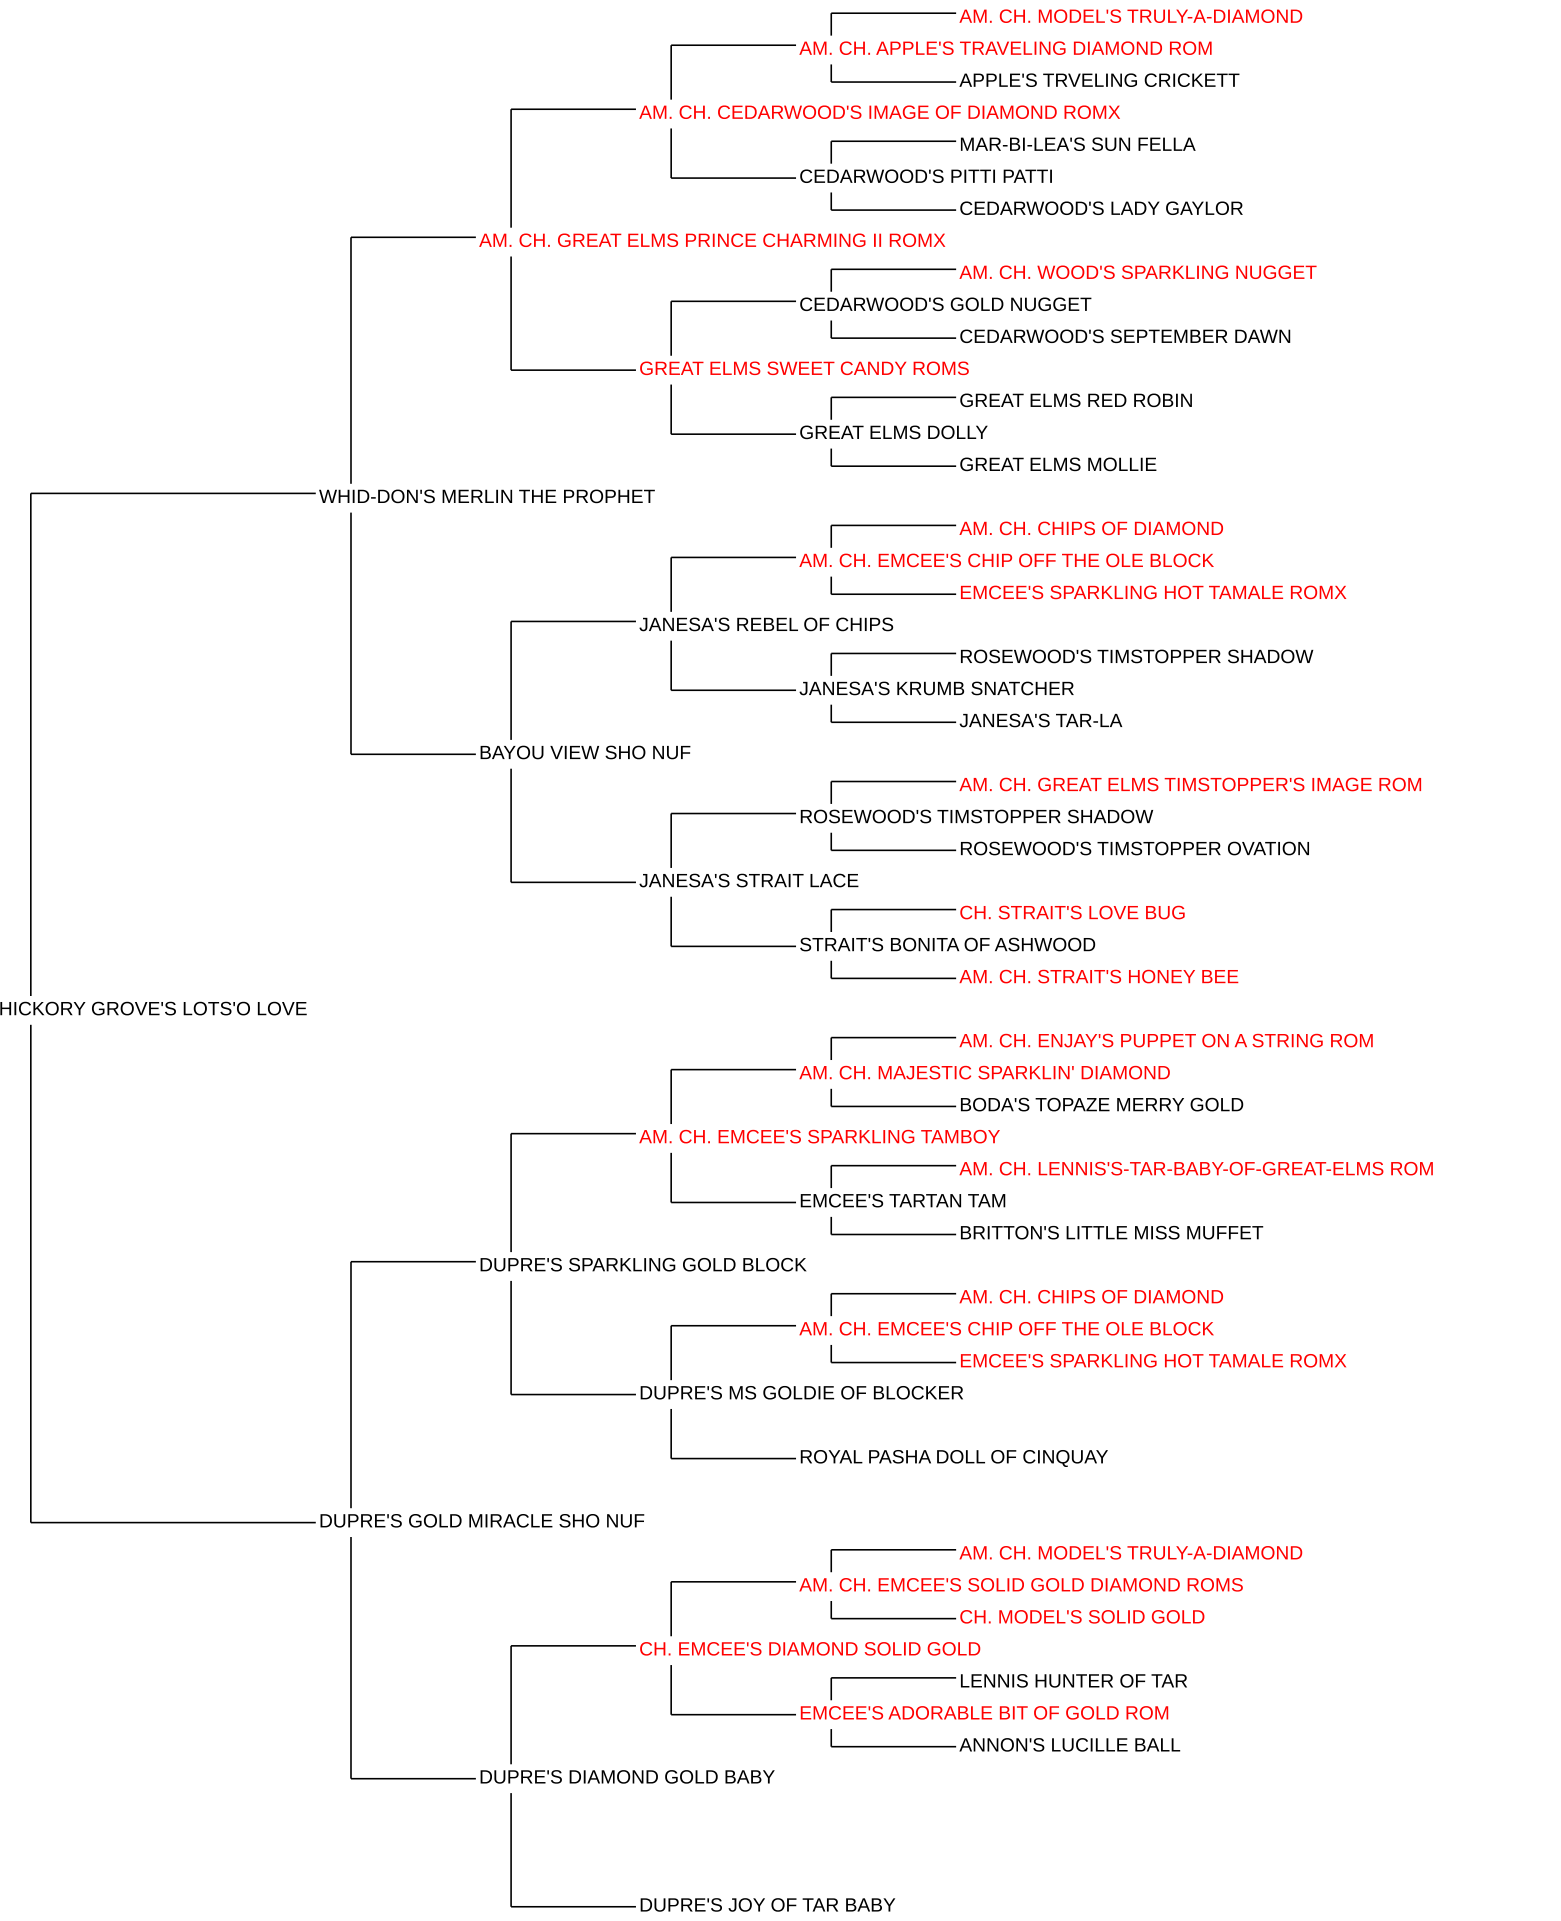 AM. CH. MODEL'S TRULY-A-DIAMOND
AM. CH. APPLE'S TRAVELING DIAMOND ROM
APPLE'S TRVELING CRICKETT
AM. CH. CEDARWOOD'S IMAGE OF DIAMOND ROMX
MAR-BI-LEA'S SUN FELLA
CEDARWOOD'S PITTI PATTI
CEDARWOOD'S LADY GAYLOR
AM. CH. GREAT ELMS PRINCE CHARMING II ROMX
AM. CH. WOOD'S SPARKLING NUGGET
CEDARWOOD'S GOLD NUGGET
CEDARWOOD'S SEPTEMBER DAWN
GREAT ELMS SWEET CANDY ROMS
GREAT ELMS RED ROBIN
GREAT ELMS DOLLY
GREAT ELMS MOLLIE
WHID-DON'S MERLIN THE PROPHET
AM. CH. CHIPS OF DIAMOND
AM. CH. EMCEE'S CHIP OFF THE OLE BLOCK
EMCEE'S SPARKLING HOT TAMALE ROMX
JANESA'S REBEL OF CHIPS
ROSEWOOD'S TIMSTOPPER SHADOW
JANESA'S KRUMB SNATCHER
JANESA'S TAR-LA
BAYOU VIEW SHO NUF
AM. CH. GREAT ELMS TIMSTOPPER'S IMAGE ROM
ROSEWOOD'S TIMSTOPPER SHADOW
ROSEWOOD'S TIMSTOPPER OVATION
JANESA'S STRAIT LACE
CH. STRAIT'S LOVE BUG
STRAIT'S BONITA OF ASHWOOD
AM. CH. STRAIT'S HONEY BEE
HICKORY GROVE'S LOTS'O LOVE
AM. CH. ENJAY'S PUPPET ON A STRING ROM
AM. CH. MAJESTIC SPARKLIN' DIAMOND
BODA'S TOPAZE MERRY GOLD
AM. CH. EMCEE'S SPARKLING TAMBOY
AM. CH. LENNIS'S-TAR-BABY-OF-GREAT-ELMS ROM
EMCEE'S TARTAN TAM
BRITTON'S LITTLE MISS MUFFET
DUPRE'S SPARKLING GOLD BLOCK
AM. CH. CHIPS OF DIAMOND
AM. CH. EMCEE'S CHIP OFF THE OLE BLOCK
EMCEE'S SPARKLING HOT TAMALE ROMX
DUPRE'S MS GOLDIE OF BLOCKER
ROYAL PASHA DOLL OF CINQUAY
DUPRE'S GOLD MIRACLE SHO NUF
AM. CH. MODEL'S TRULY-A-DIAMOND
AM. CH. EMCEE'S SOLID GOLD DIAMOND ROMS
CH. MODEL'S SOLID GOLD
CH. EMCEE'S DIAMOND SOLID GOLD
LENNIS HUNTER OF TAR
EMCEE'S ADORABLE BIT OF GOLD ROM
ANNON'S LUCILLE BALL
DUPRE'S DIAMOND GOLD BABY
DUPRE'S JOY OF TAR BABY